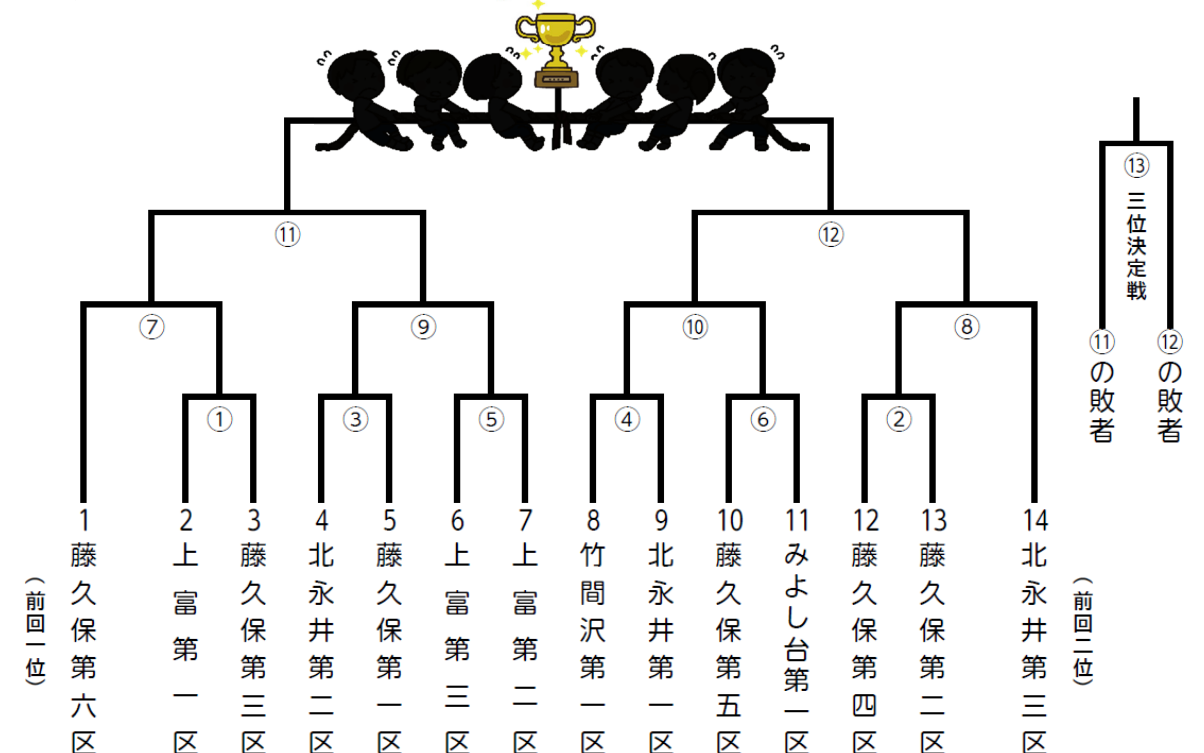 ⑬
三位決定戦
⑪の敗者
⑫の敗者
⑪
⑫
⑦
⑨
⑩
⑧
①
③
⑤
④
⑥
②
1 藤久保第六区
（前回一位）
2 上富第一区
3 藤久保第三区
4 北永井第二区
5 藤久保第一区
6 上富第三区
7 上富第二区
8 竹間沢第一区
9 北永井第一区
10 藤久保第五区
11 みよし台第一区
12 藤久保第四区
13 藤久保第二区
14 北永井第三区
（前回二位）